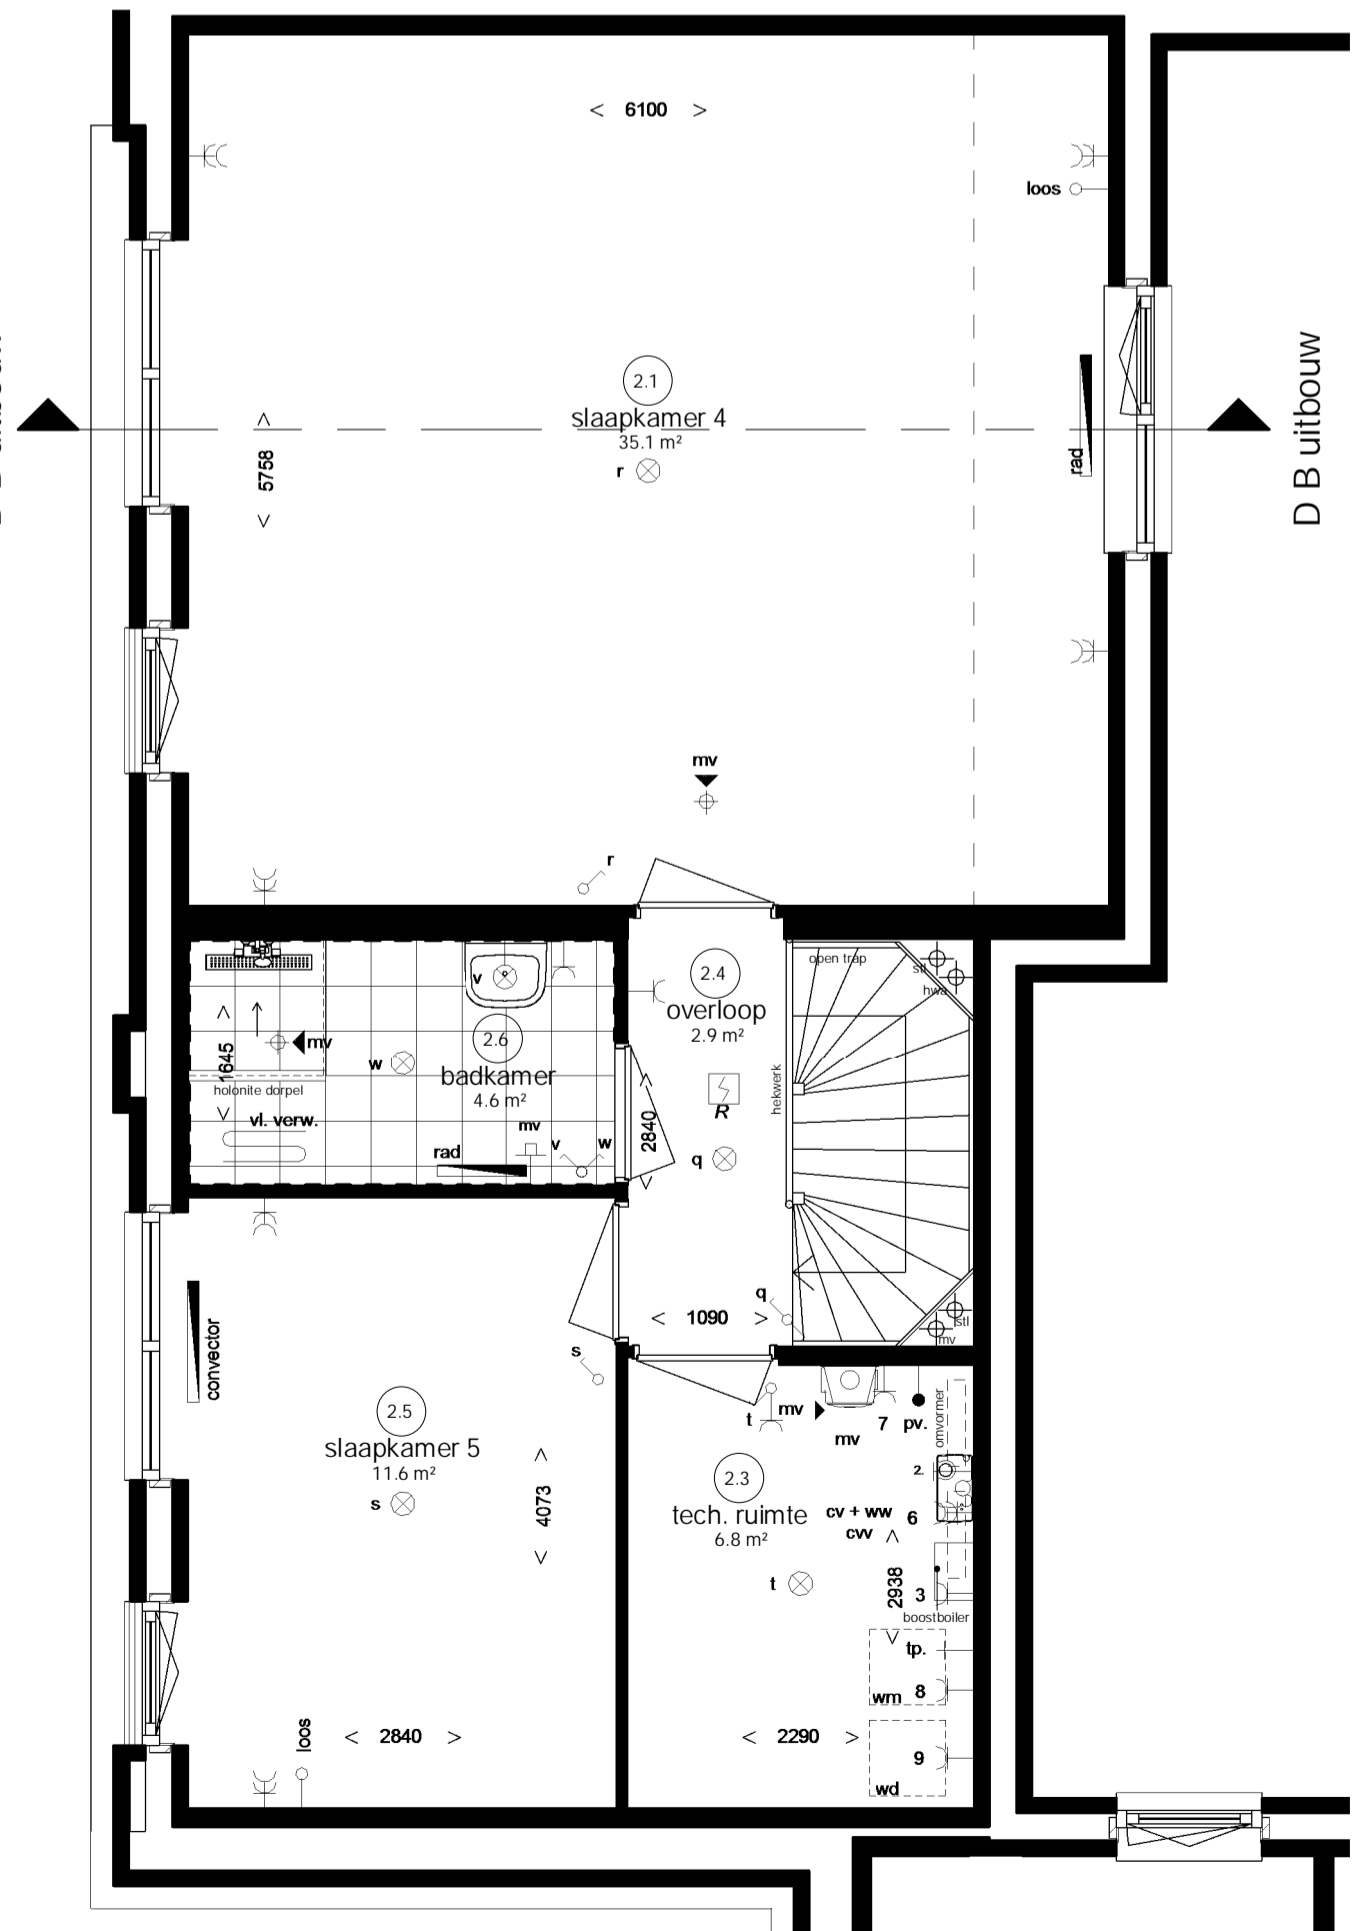 6100
loos
2.1
slaapkamer 4
35.1 m²
r
5758
rad
D B uitbouw
mv
r
open trap
stl
hwa
2.4
overloop
2.9 m²
v
2.6
badkamer
4.6 m²
w
mv
1645
holonite dorpel
vl. verw.
rad
mv
v
w
2840
R
q
hekwerk
1090
q
stl
mv
s
convector
2.5
slaapkamer 5
11.6 m²
s
4073
t
mv
mv
7
pv.
omvormer
2.3
tech. ruimte
6.8 m²
2.
cv + ww
cvv
6
t
2938
3
boostboiler
tp.
wm
8
2840
2290
9
wd
loos